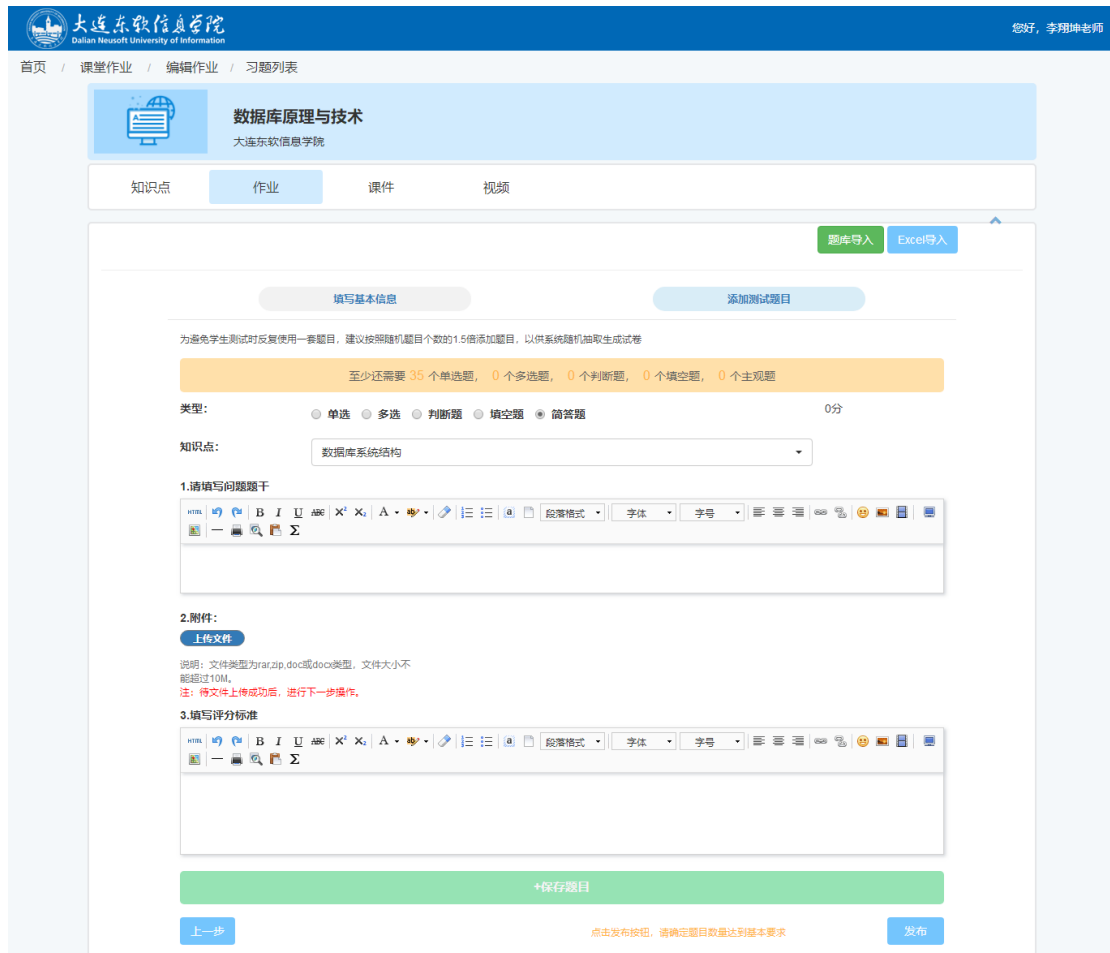 大连东软信息学院
Dalian Neusoft University of Information
您好，李翔坤老师
首页 / 课堂作业 / 编辑作业 / 习题列表
数据库原理与技术
大连东软信息学院
知识点 作业 课件 视频
题库导入 Excel导入
填写基本信息 添加测试题目
为避免学生测试时反复使用一套题目，建议按照随机题目个数的1.5倍添加题目，以供系统随机抽取生成试卷
至少还需要 35 个单选题， 0 个多选题， 0 个判断题， 0 个填空题， 0 个主观题
类型： 单选 多选 判断题 填空题 简答题 0分
知识点： 数据库系统结构
1.请填写问题题干
HTML B I U ABC X² X₂ A ab a 段落格式 字体 字号
Σ
2.附件：
上传文件
说明：文件类型为rar,zip,doc或docx类型，文件大小不
能超过10M。
注：待文件上传成功后，进行下一步操作。
3.填写评分标准
HTML B I U ABC X² X₂ A ab a 段落格式 字体 字号
Σ
+保存题目
上一步 点击发布按钮，请确定题目数量达到基本要求 发布